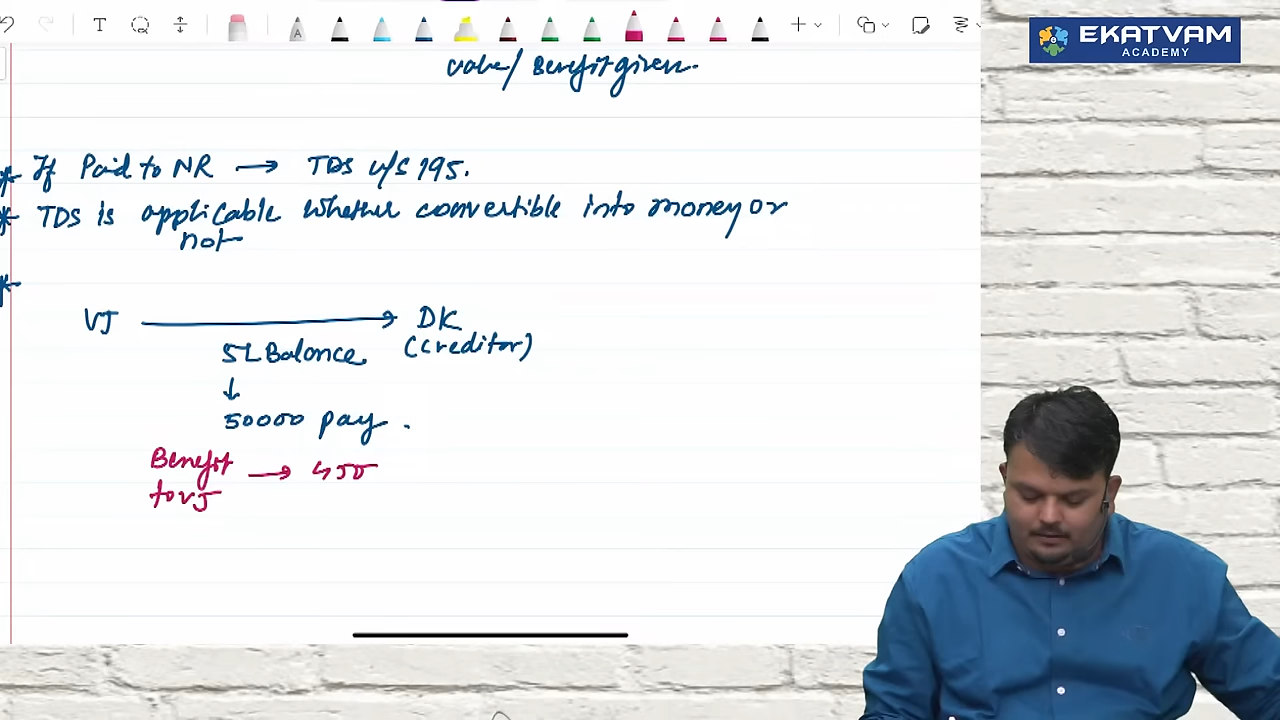 EKATVAM
ACADEMY
value/ Benefit given.
* If Paid to NR → TDS u/s 195.
* TDS is applicable whether convertible into money or
not
*
VJ → DK
(creditor)
5L Balance
↓
50000 pay.
Benefit → 450
to VJ